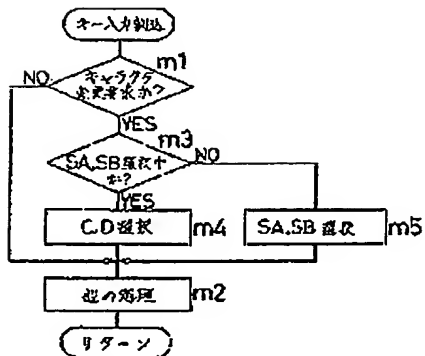 キー入力割込
m1
キャラクタ
変更要求か?
NO
YES
m3
SA,SB選択中
か?
NO
YES
C,D選択
m4
SA,SB選択
m5
他の処理
m2
リターン